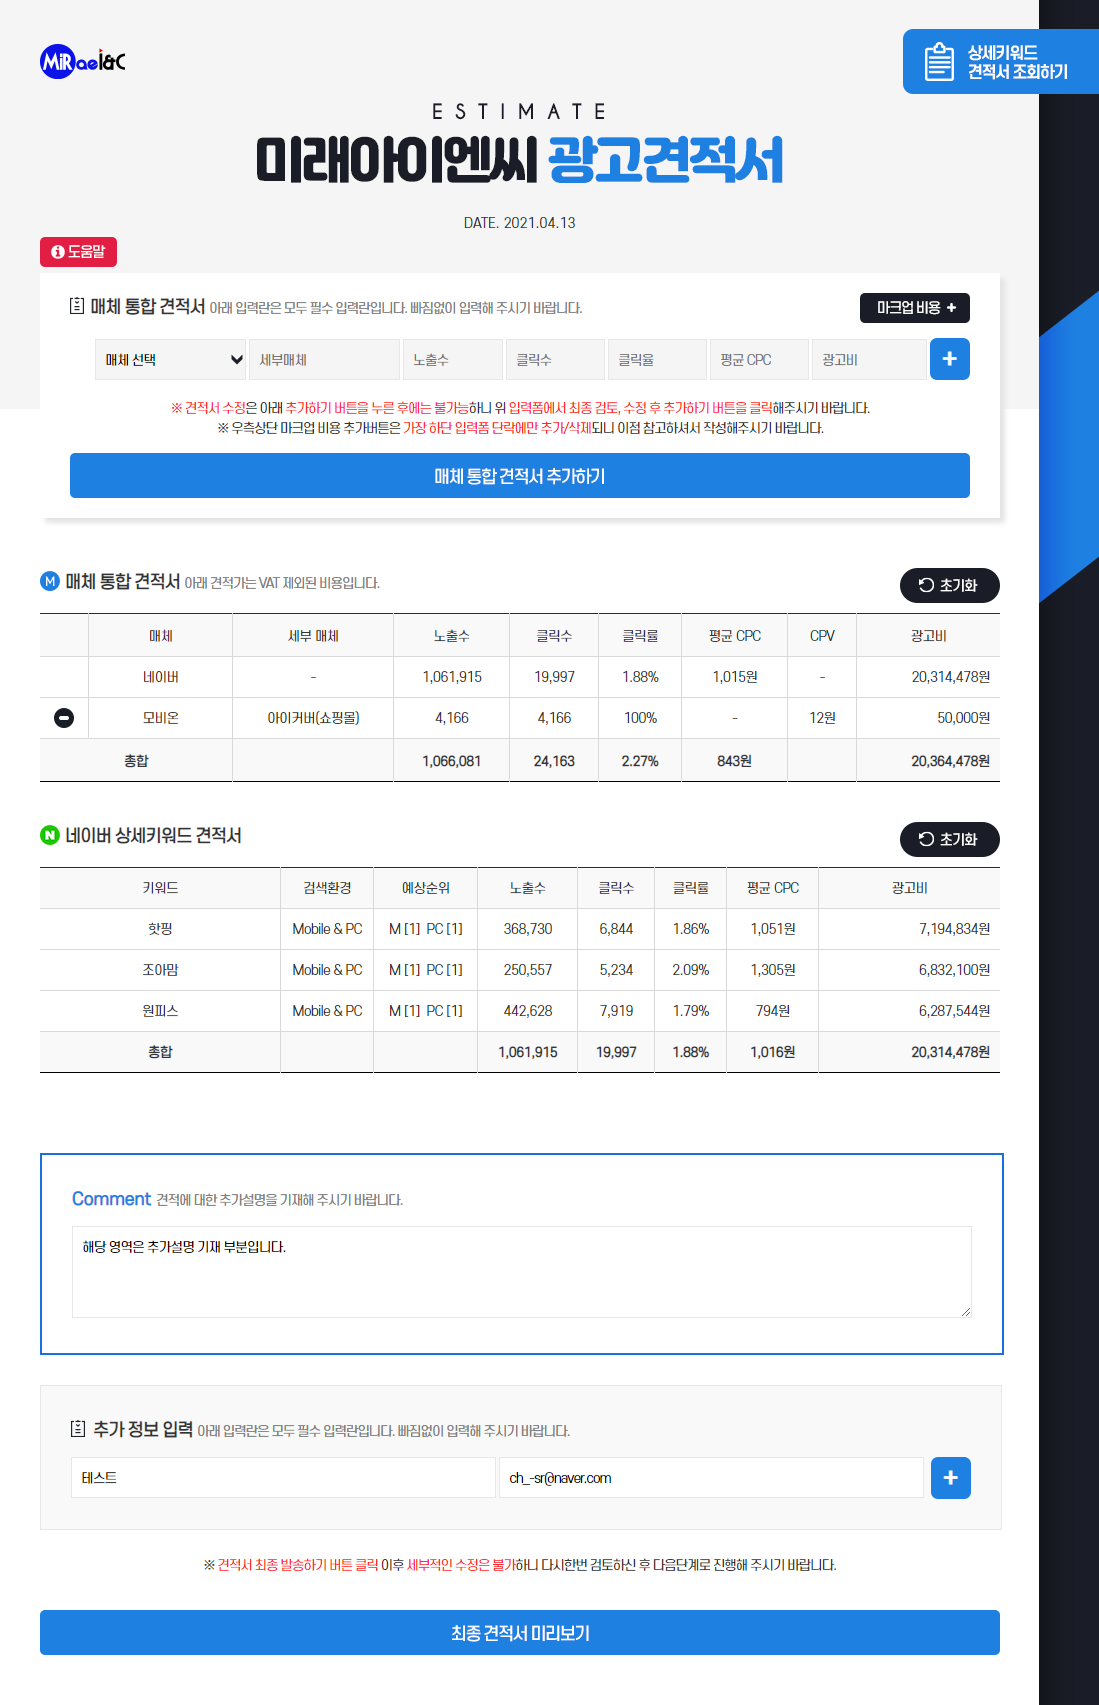 MiRae i&C
상세키워드
견적서 조회하기
ESTIMATE
미래아이엔씨 광고견적서
DATE. 2021.04.13
도움말
매체 통합 견적서 아래 입력란은 모두 필수 입력란입니다. 빠짐없이 입력해 주시기 바랍니다.
마크업 비용 +
매체 선택 세부매체 노출수 클릭수 클릭율 평균 CPC 광고비 +
※ 견적서 수정은 아래 추가하기 버튼을 누른 후에는 불가능하니 위 입력폼에서 최종 검토, 수정 후 추가하기 버튼을 클릭해주시기 바랍니다.
※ 우측상단 마크업 비용 추가버튼은 가장 하단 입력폼 단락에만 추가/삭제되니 이점 참고하셔서 작성해주시기 바랍니다.
매체 통합 견적서 추가하기
M 매체 통합 견적서 아래 견적가는 VAT 제외된 비용입니다.
초기화
매체 세부 매체 노출수 클릭수 클릭률 평균 CPC CPV 광고비
네이버 - 1,061,915 19,997 1.88% 1,015원 - 20,314,478원
모비온 아이커버(쇼핑몰) 4,166 4,166 100% - 12원 50,000원
총합 1,066,081 24,163 2.27% 843원 20,364,478원
N 네이버 상세키워드 견적서
초기화
키워드 검색환경 예상순위 노출수 클릭수 클릭률 평균 CPC 광고비
핫핑 Mobile & PC M [1] PC [1] 368,730 6,844 1.86% 1,051원 7,194,834원
조아맘 Mobile & PC M [1] PC [1] 250,557 5,234 2.09% 1,305원 6,832,100원
원피스 Mobile & PC M [1] PC [1] 442,628 7,919 1.79% 794원 6,287,544원
총합 1,061,915 19,997 1.88% 1,016원 20,314,478원
Comment 견적에 대한 추가설명을 기재해 주시기 바랍니다.
해당 영역은 추가설명 기재 부분입니다.
추가 정보 입력 아래 입력란은 모두 필수 입력란입니다. 빠짐없이 입력해 주시기 바랍니다.
테스트 ch_-sr@naver.com +
※ 견적서 최종 발송하기 버튼 클릭 이후 세부적인 수정은 불가하니 다시한번 검토하신 후 다음단계로 진행해 주시기 바랍니다.
최종 견적서 미리보기